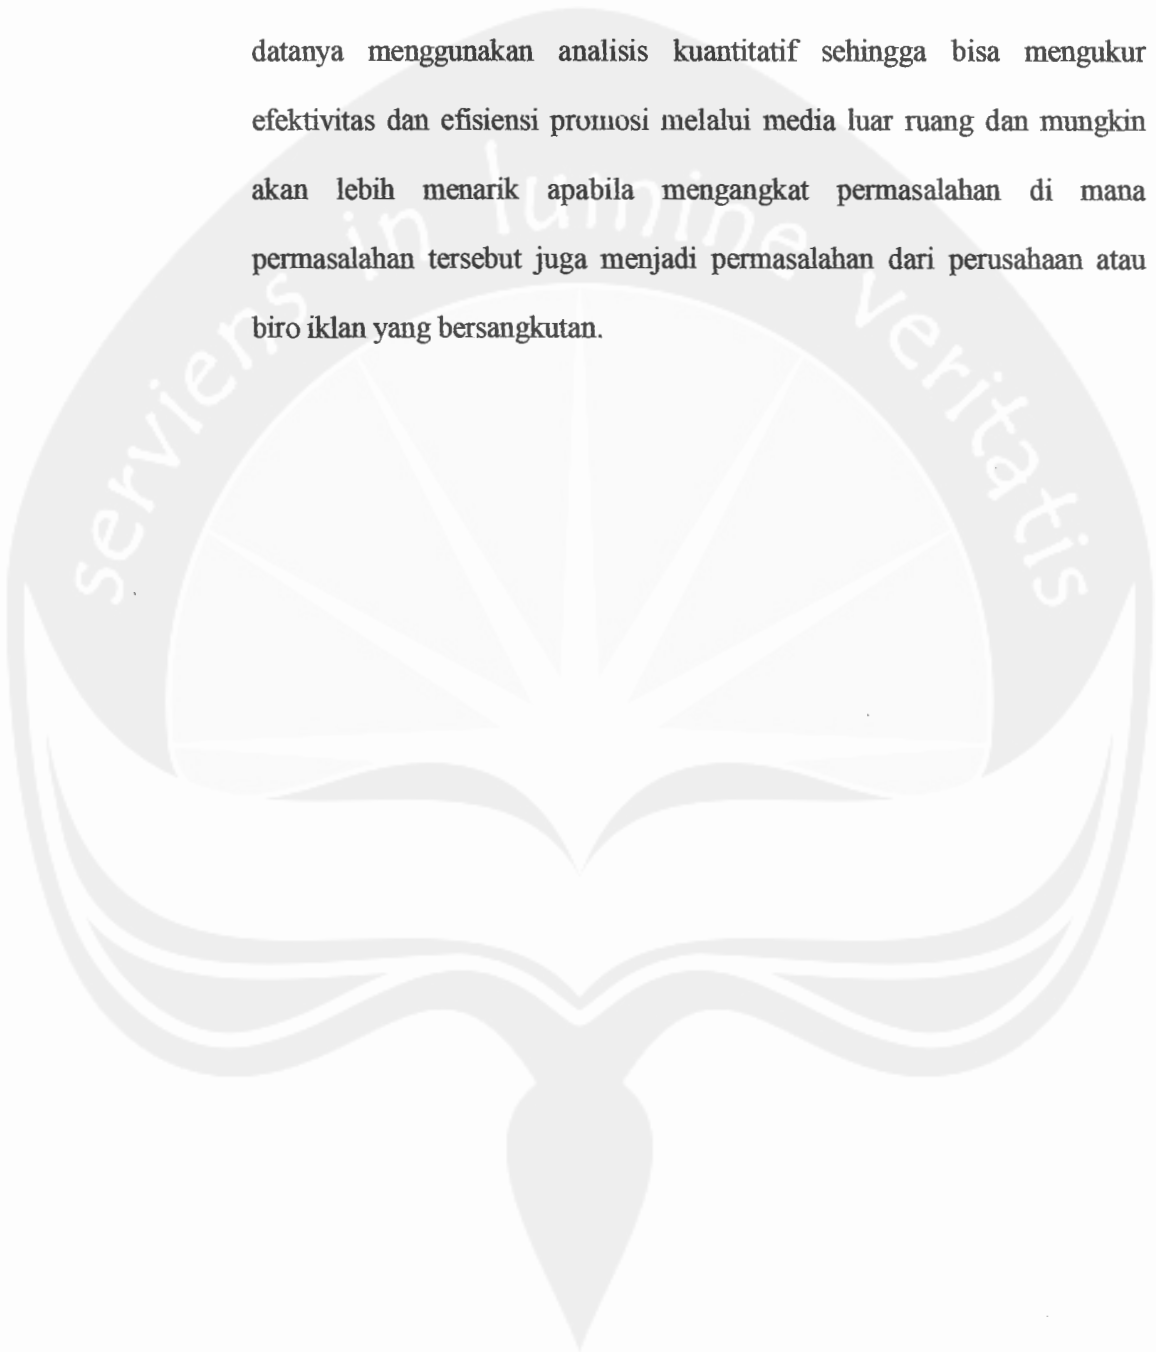 datanya menggunakan analisis kuantitatif sehingga bisa mengukur
efektivitas dan efisiensi promosi melalui media luar ruang dan mungkin
akan lebih menarik apabila mengangkat permasalahan di mana
permasalahan tersebut juga menjadi permasalahan dari perusahaan atau
biro iklan yang bersangkutan.
serviens in lumine veritatis